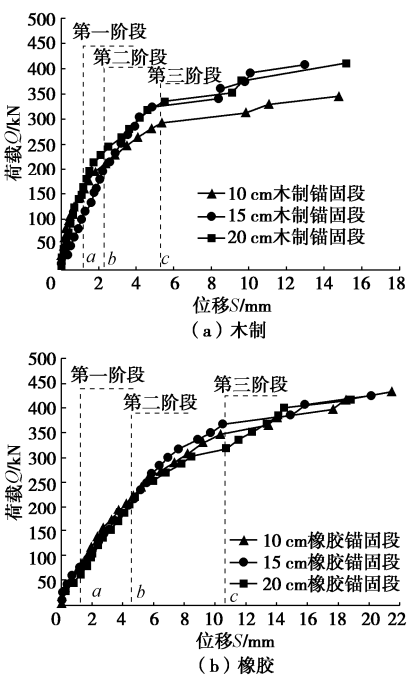 500
450
400
350
300
250
200
150
100
50
0
荷载Q/kN
第一阶段
第二阶段
第三阶段
10 cm木制锚固段
15 cm木制锚固段
20 cm木制锚固段
a b c
2 4 6 8 10 12 14 16 18
位移S/mm
(a) 木制
500
450
400
350
300
250
200
150
100
50
0
荷载Q/kN
第一阶段
第二阶段
第三阶段
10 cm橡胶锚固段
15 cm橡胶锚固段
20 cm橡胶锚固段
a b c
2 4 6 8 10 12 14 16 18 20 22
位移S/mm
(b) 橡胶